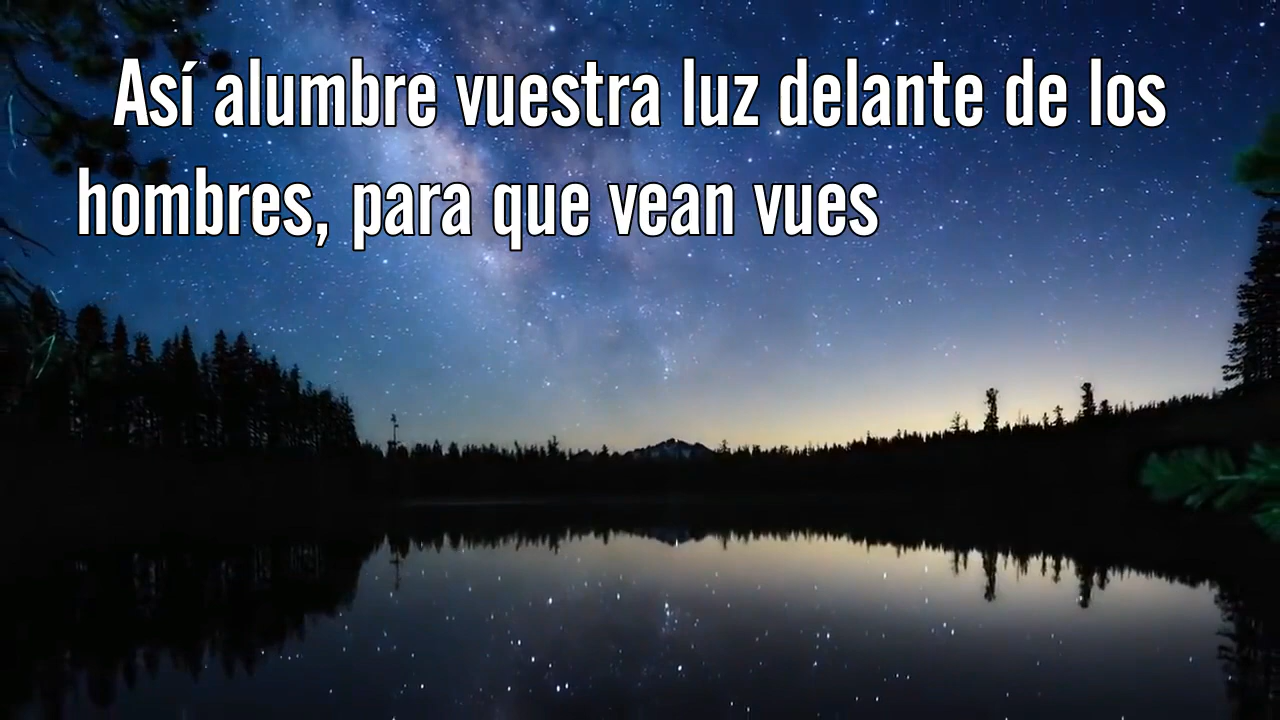 Así alumbre vuestra luz delante de los
hombres, para que vean vues